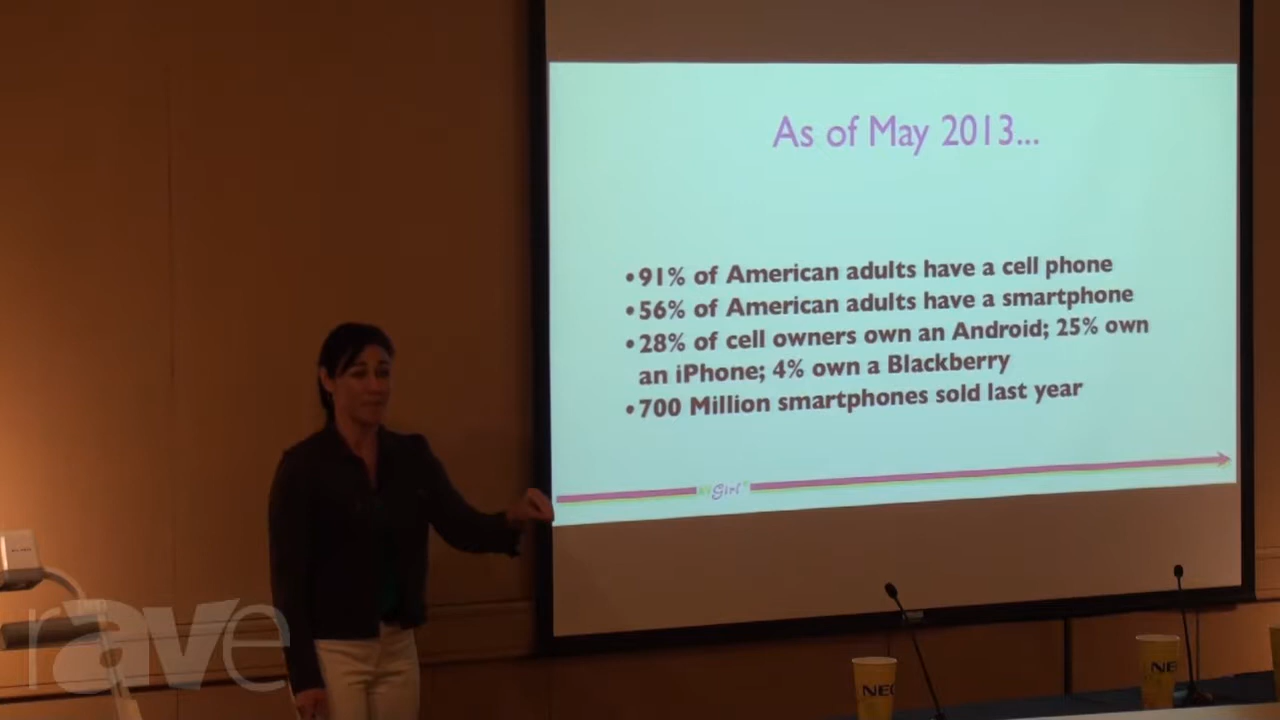 As of May 2013...
•91% of American adults have a cell phone
•56% of American adults have a smartphone
•28% of cell owners own an Android; 25% own
an iPhone; 4% own a Blackberry
•700 Million smartphones sold last year
Girl
rave
NEC
NE